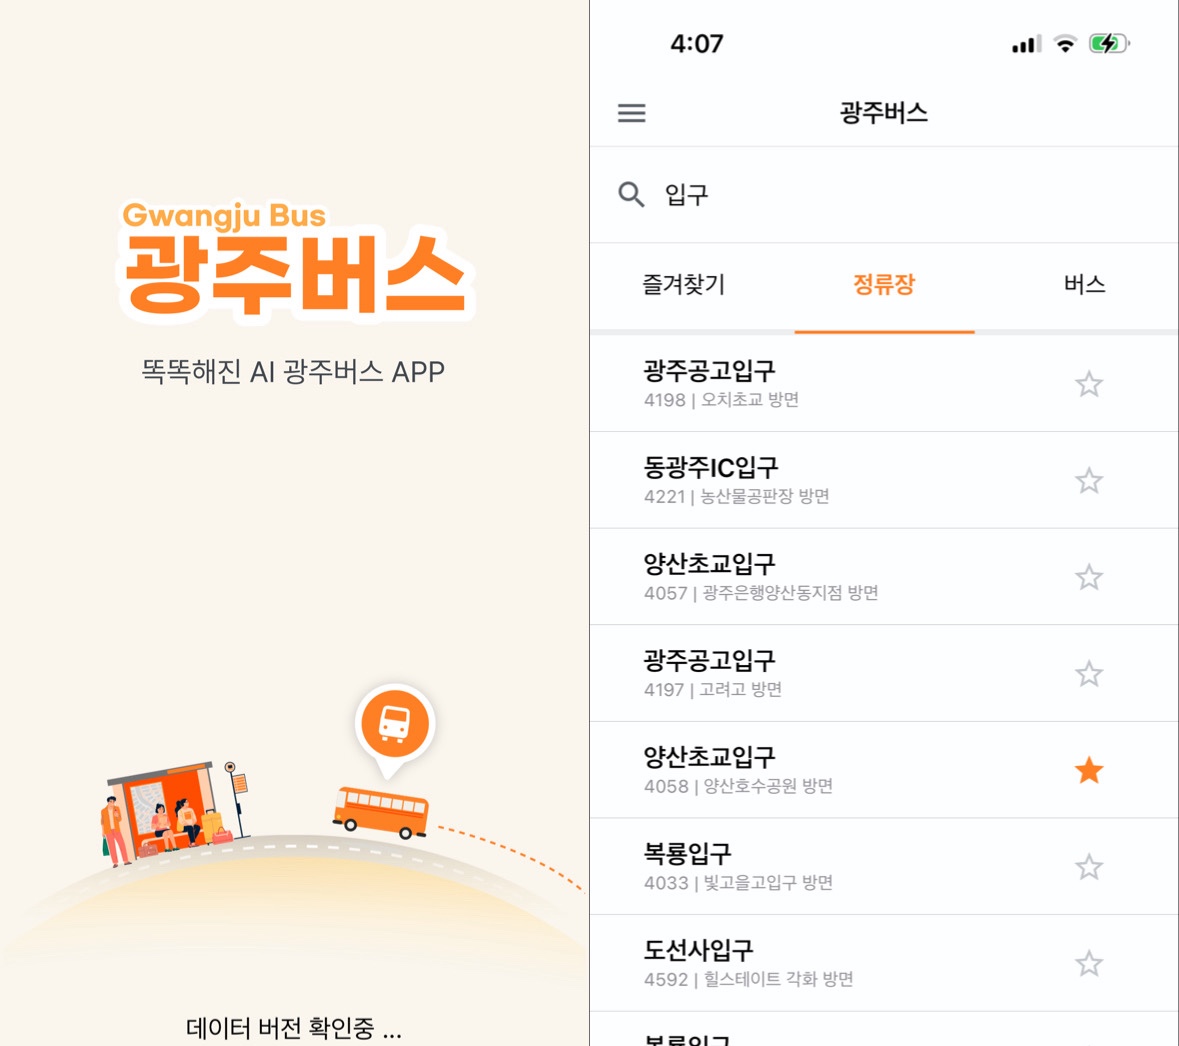 Gwangju Bus
광주버스
똑똑해진 AI 광주버스 APP
데이터 버전 확인중 ...
4:07
광주버스
입구
즐겨찾기
정류장
버스
광주공고입구
4198 | 오치초교 방면
동광주IC입구
4221 | 농산물공판장 방면
양산초교입구
4057 | 광주은행양산동지점 방면
광주공고입구
4197 | 고려고 방면
양산초교입구
4058 | 양산호수공원 방면
복룡입구
4033 | 빛고을고입구 방면
도선사입구
4592 | 힐스테이트 각화 방면